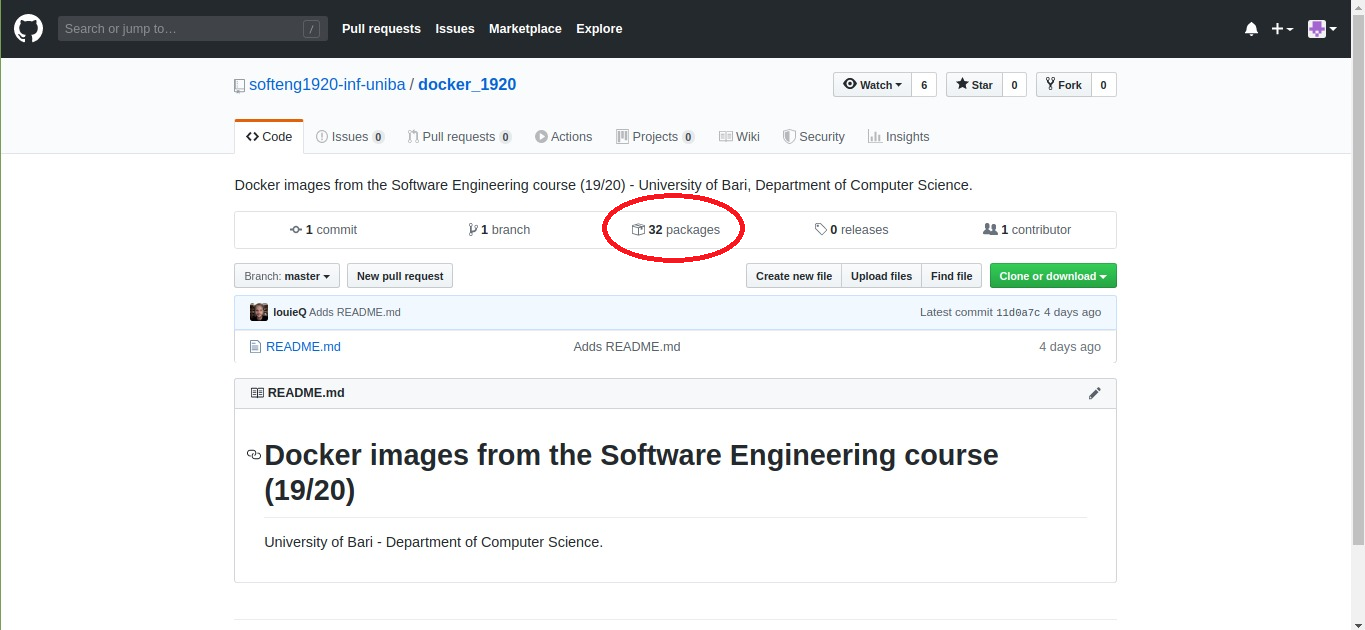 Search or jump to… / Pull requests Issues Marketplace Explore
softeng1920-inf-uniba / docker_1920 Watch 6 Star 0 Fork 0
Code Issues 0 Pull requests 0 Actions Projects 0 Wiki Security Insights
Docker images from the Software Engineering course (19/20) - University of Bari, Department of Computer Science.
1 commit 1 branch 32 packages 0 releases 1 contributor
Branch: master New pull request Create new file Upload files Find file Clone or download
louieQ Adds README.md Latest commit 11d0a7c 4 days ago
README.md Adds README.md 4 days ago
README.md
Docker images from the Software Engineering course
(19/20)
University of Bari - Department of Computer Science.